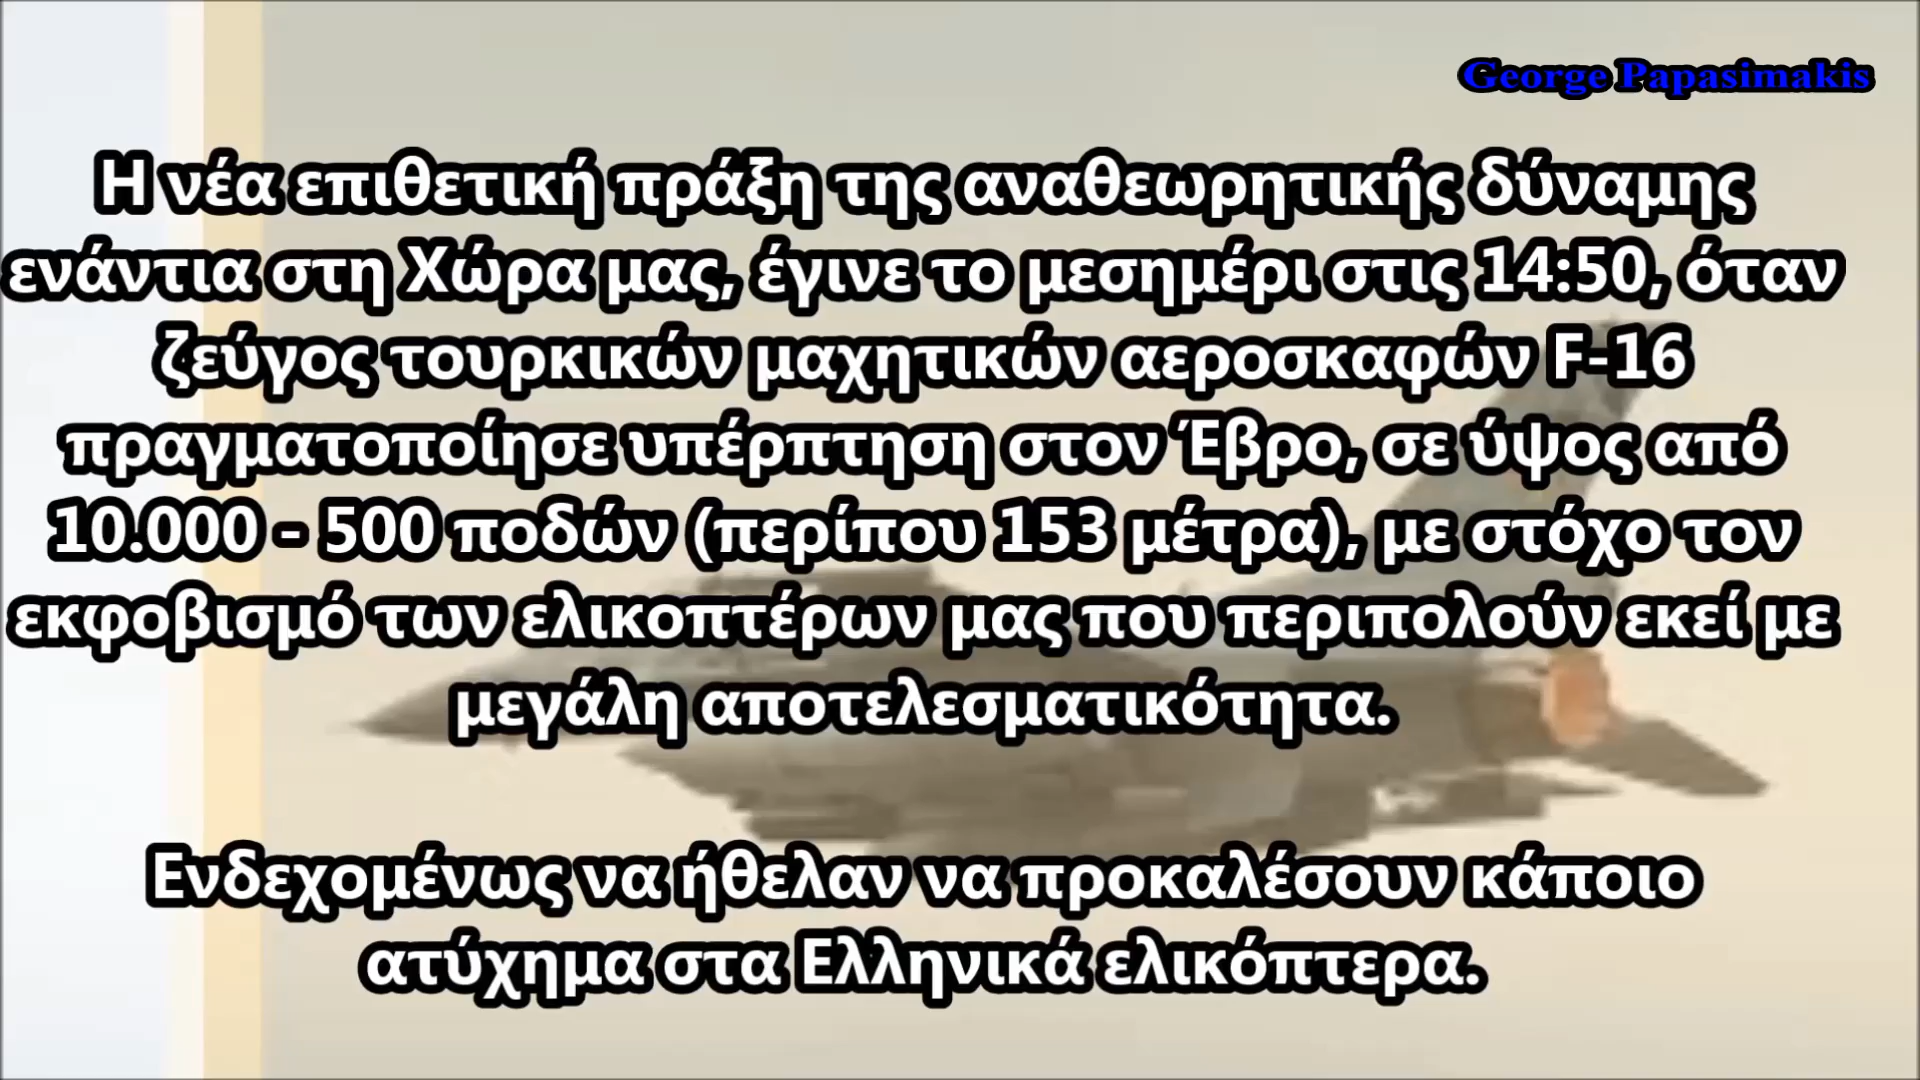 George Papasimakis
Η νέα επιθετική πράξη της αναθεωρητικής δύναμης
ενάντια στη Χώρα μας, έγινε το μεσημέρι στις 14:50, όταν
ζεύγος τουρκικών μαχητικών αεροσκαφών F-16
πραγματοποίησε υπέρπτηση στον Έβρο, σε ύψος από
10.000 - 500 ποδών (περίπου 153 μέτρα), με στόχο τον
εκφοβισμό των ελικοπτέρων μας που περιπολούν εκεί με
μεγάλη αποτελεσματικότητα.
Ενδεχομένως να ήθελαν να προκαλέσουν κάποιο
ατύχημα στα Ελληνικά ελικόπτερα.